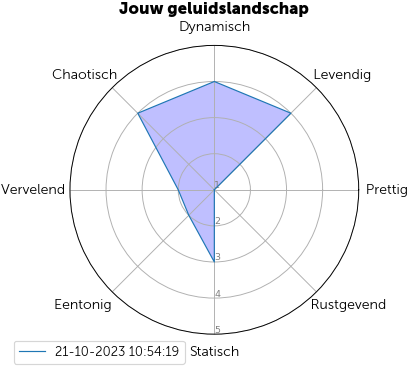 Jouw geluidslandschap
Dynamisch
Chaotisch
Levendig
Vervelend
1
Prettig
2
3
4
Eentonig
Rustgevend
5
21-10-2023 10:54:19
Statisch